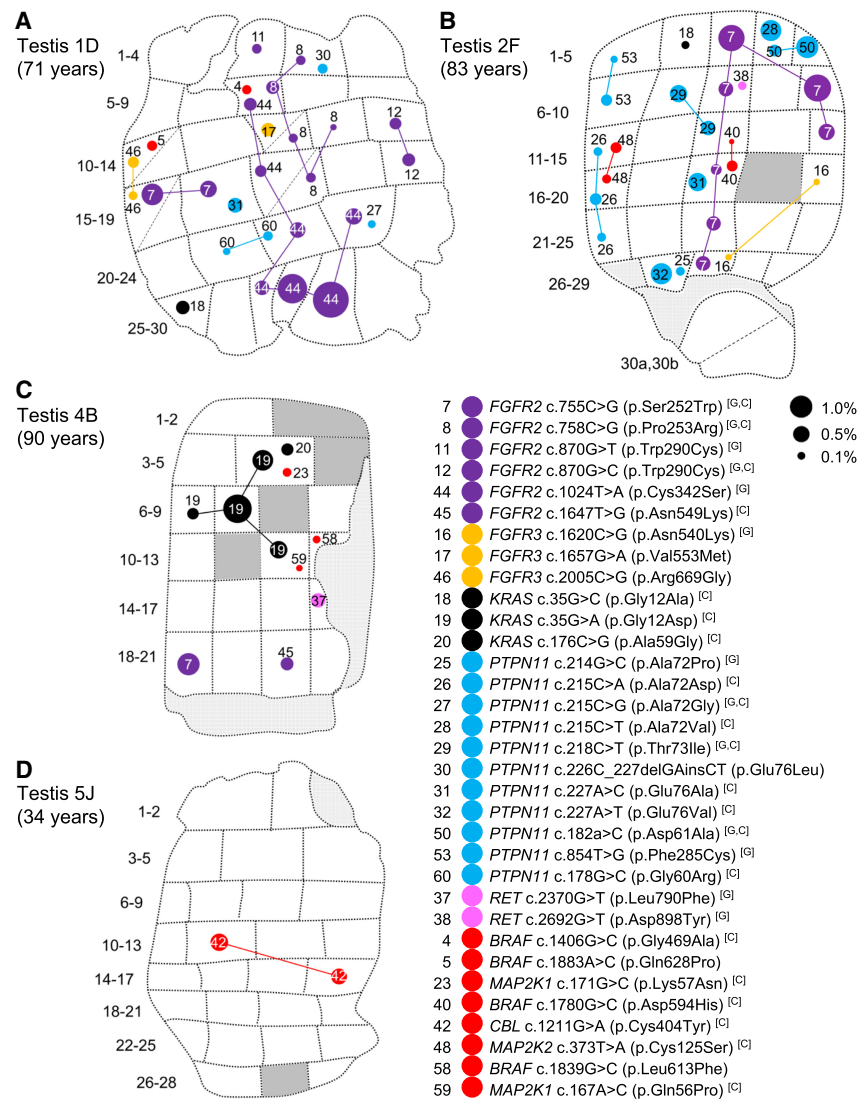 A
Testis 1D
(71 years)
1-4
5-9
10-14
15-19
20-24
25-30
11
8
30
4
8
44
17
8
8
12
5
46
44
8
12
46
7
7
31
44
27
60
60
44
44
44
44
18
B
Testis 2F
(83 years)
1-5
6-10
11-15
16-20
21-25
26-29
30a,30b
18
7
28
50
50
53
53
29
7
38
7
29
7
26
48
40
48
31
7
40
16
26
7
26
32
25
7
16
C
Testis 4B
(90 years)
1-2
3-5
6-9
10-13
14-17
18-21
20
19
23
19
19
19
58
59
37
7
45
D
Testis 5J
(34 years)
1-2
3-5
6-9
10-13
14-17
18-21
22-25
26-28
42
42
7 FGFR2 c.755C>G (p.Ser252Trp) [G,C]
8 FGFR2 c.758C>G (p.Pro253Arg) [G,C]
11 FGFR2 c.870G>T (p.Trp290Cys) [G]
12 FGFR2 c.870G>C (p.Trp290Cys) [G,C]
44 FGFR2 c.1024T>A (p.Cys342Ser) [G]
45 FGFR2 c.1647T>G (p.Asn549Lys) [C]
16 FGFR3 c.1620C>G (p.Asn540Lys) [G]
17 FGFR3 c.1657G>A (p.Val553Met)
46 FGFR3 c.2005C>G (p.Arg669Gly)
18 KRAS c.35G>C (p.Gly12Ala) [C]
19 KRAS c.35G>A (p.Gly12Asp) [C]
20 KRAS c.176C>G (p.Ala59Gly) [C]
25 PTPN11 c.214G>C (p.Ala72Pro) [G]
26 PTPN11 c.215C>A (p.Ala72Asp) [C]
27 PTPN11 c.215C>G (p.Ala72Gly) [G,C]
28 PTPN11 c.215C>T (p.Ala72Val) [C]
29 PTPN11 c.218C>T (p.Thr73Ile) [G,C]
30 PTPN11 c.226C_227delGAinsCT (p.Glu76Leu)
31 PTPN11 c.227A>C (p.Glu76Ala) [C]
32 PTPN11 c.227A>T (p.Glu76Val) [C]
50 PTPN11 c.182a>C (p.Asp61Ala) [G,C]
53 PTPN11 c.854T>G (p.Phe285Cys) [G]
60 PTPN11 c.178G>C (p.Gly60Arg) [C]
37 RET c.2370G>T (p.Leu790Phe) [G]
38 RET c.2692G>T (p.Asp898Tyr) [G]
4 BRAF c.1406G>C (p.Gly469Ala) [C]
5 BRAF c.1883A>C (p.Gln628Pro)
23 MAP2K1 c.171G>C (p.Lys57Asn) [C]
40 BRAF c.1780G>C (p.Asp594His) [C]
42 CBL c.1211G>A (p.Cys404Tyr) [C]
48 MAP2K2 c.373T>A (p.Cys125Ser) [C]
58 BRAF c.1839G>C (p.Leu613Phe)
59 MAP2K1 c.167A>C (p.Gln56Pro) [C]
1.0%
0.5%
0.1%